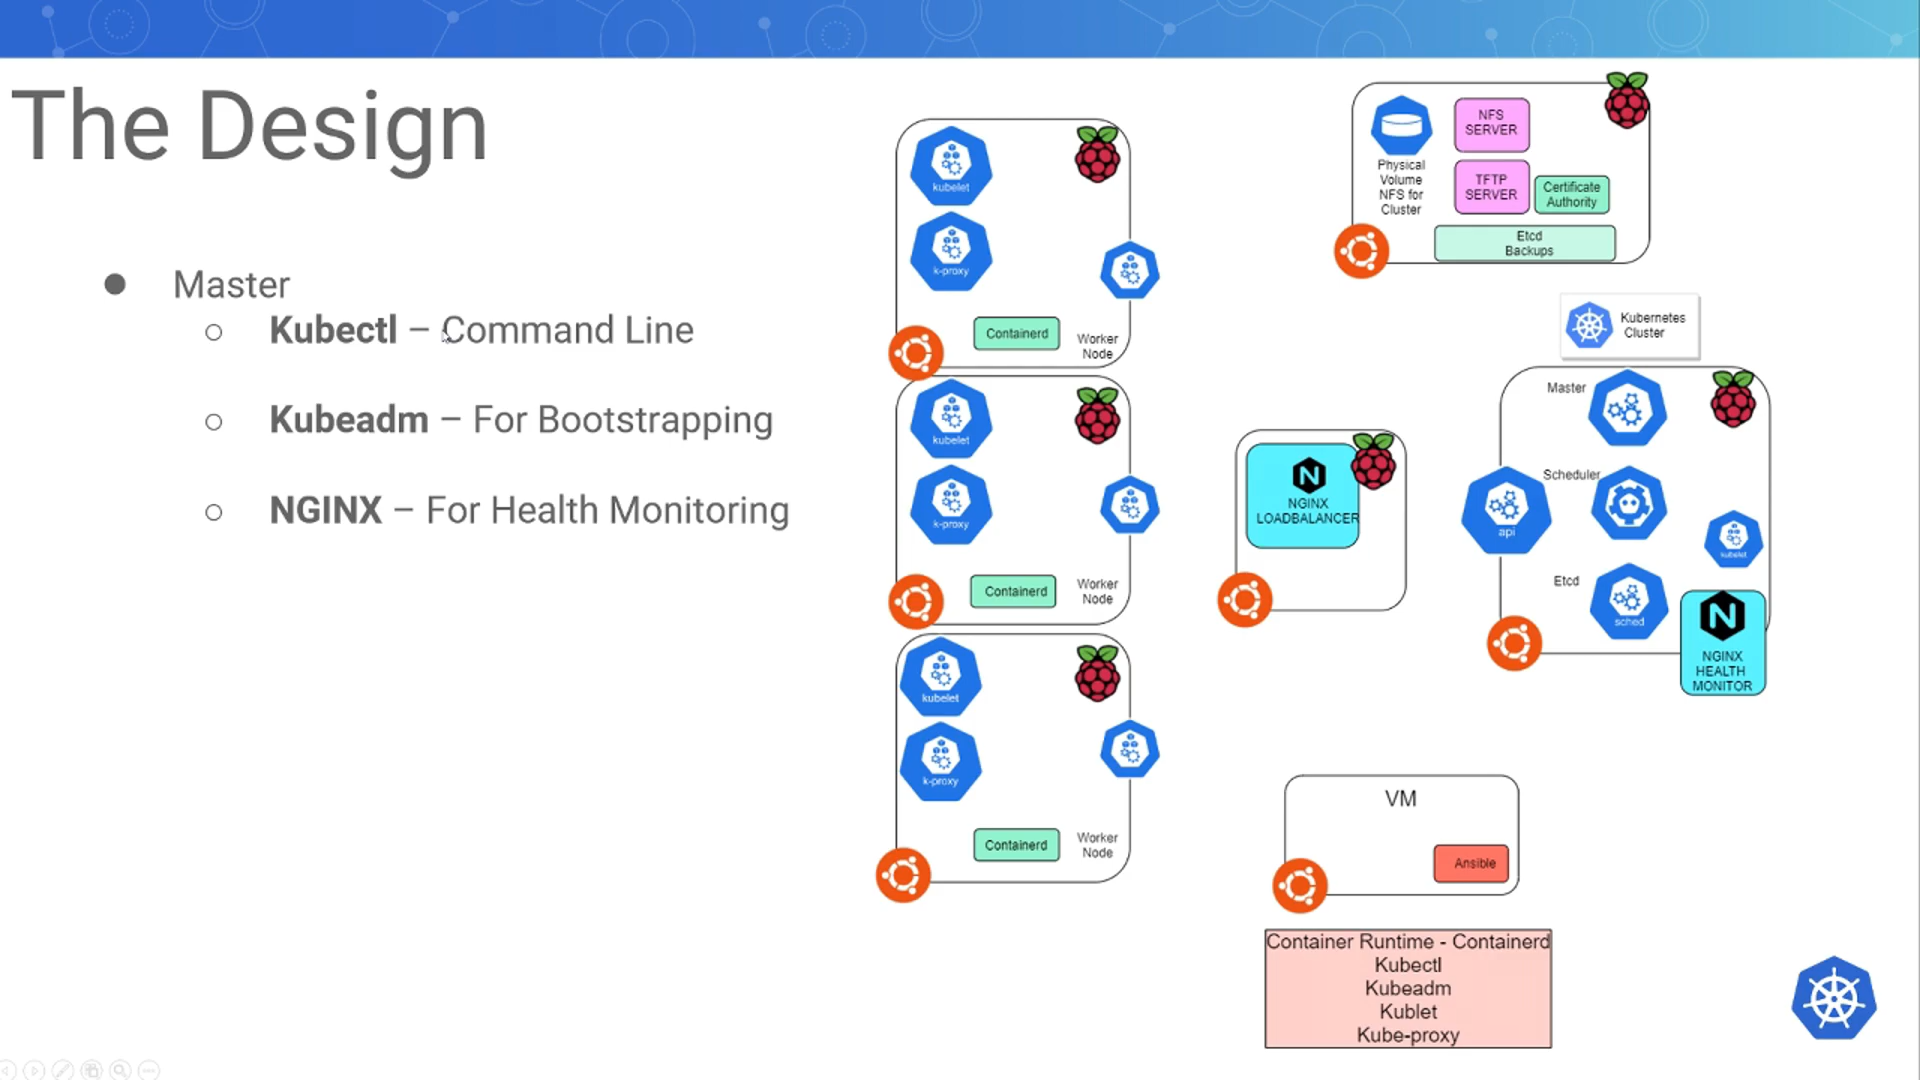 The Design
Master
Kubectl – Command Line
Kubeadm – For Bootstrapping
NGINX – For Health Monitoring
kubelet
k-proxy
Containerd
Worker
Node
kubelet
k-proxy
Containerd
Worker
Node
kubelet
k-proxy
Containerd
Worker
Node
Physical
Volume
NFS for
Cluster
NFS
SERVER
TFTP
SERVER
Certificate
Authority
Etcd
Backups
Kubernetes
Cluster
N
NGINX
LOADBALANCER
Master
Scheduler
api
kubelet
Etcd
sched
N
NGINX
HEALTH
MONITOR
VM
Ansible
Container Runtime - Containerd
Kubectl
Kubeadm
Kublet
Kube-proxy